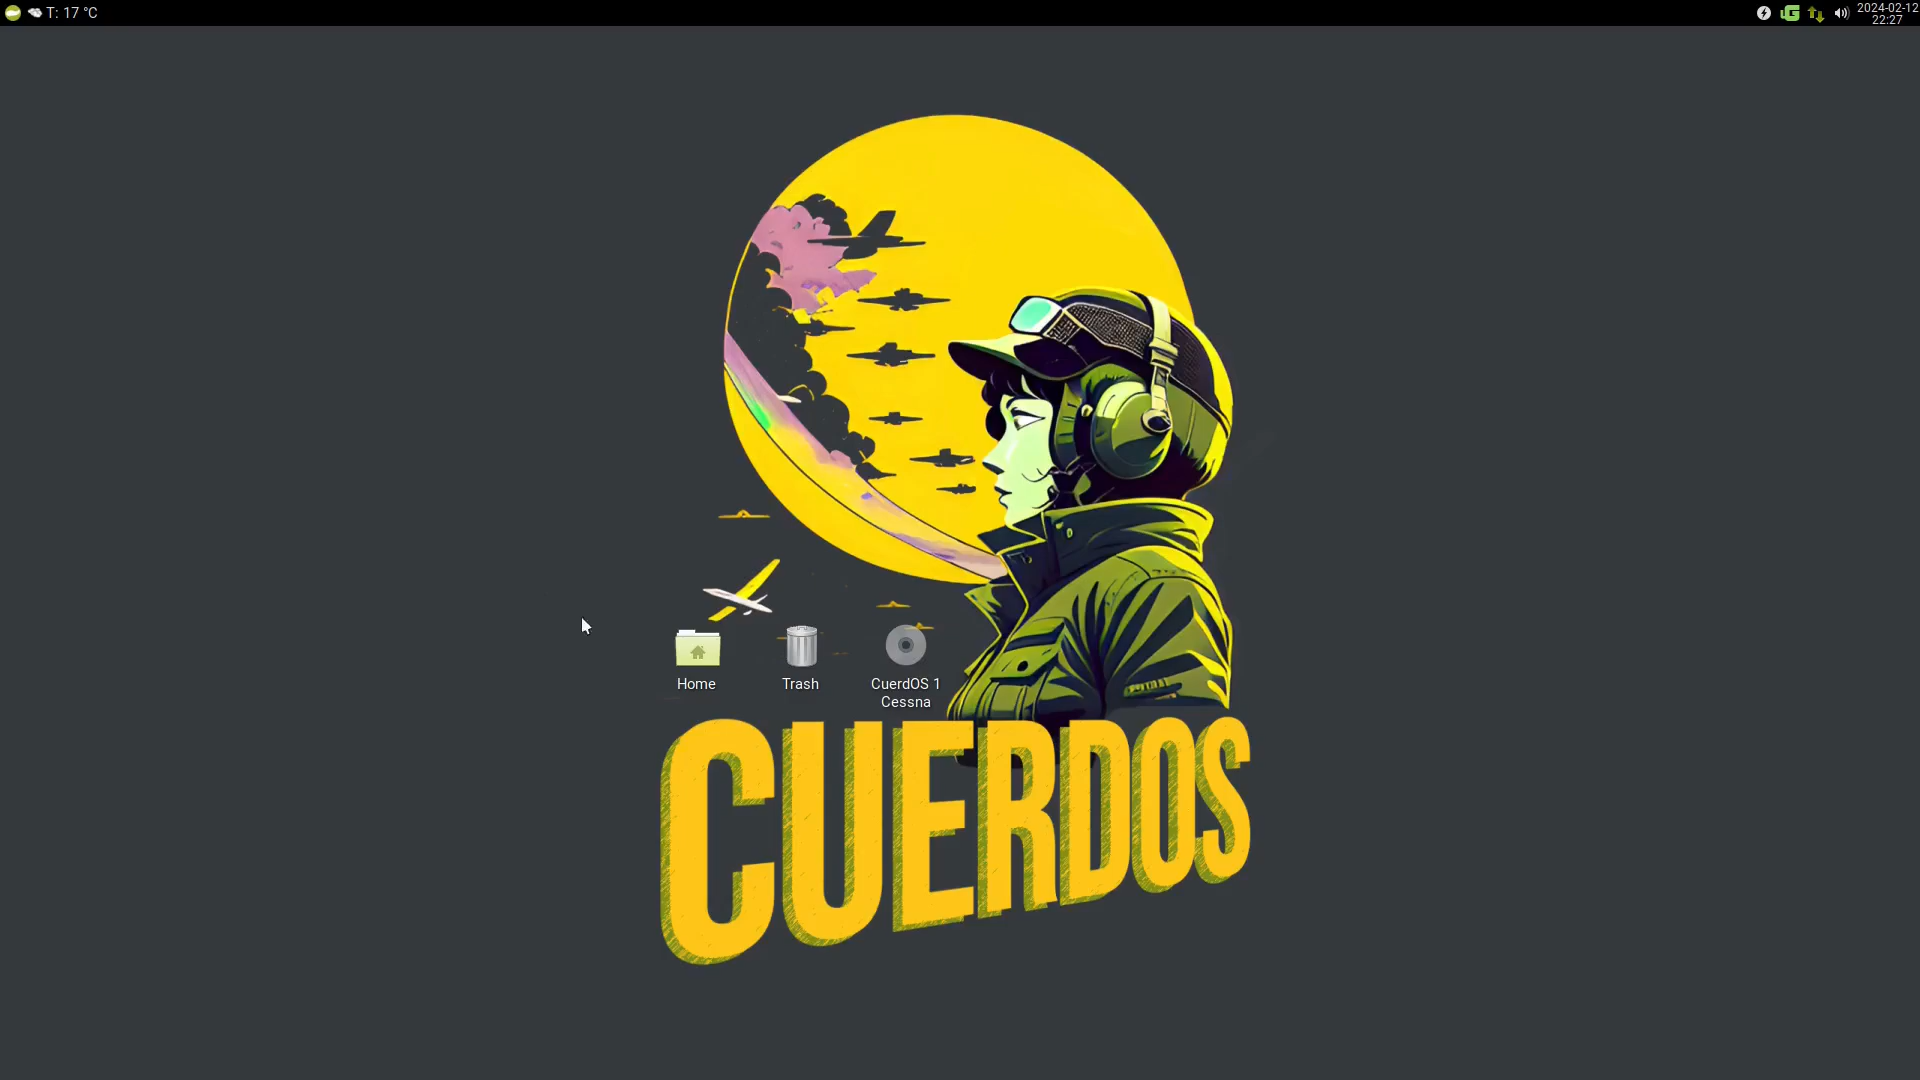 T: 17 °C
2024-02-12
22:27
Home
Trash
CuerdOS 1
Cessna
CUERDOS